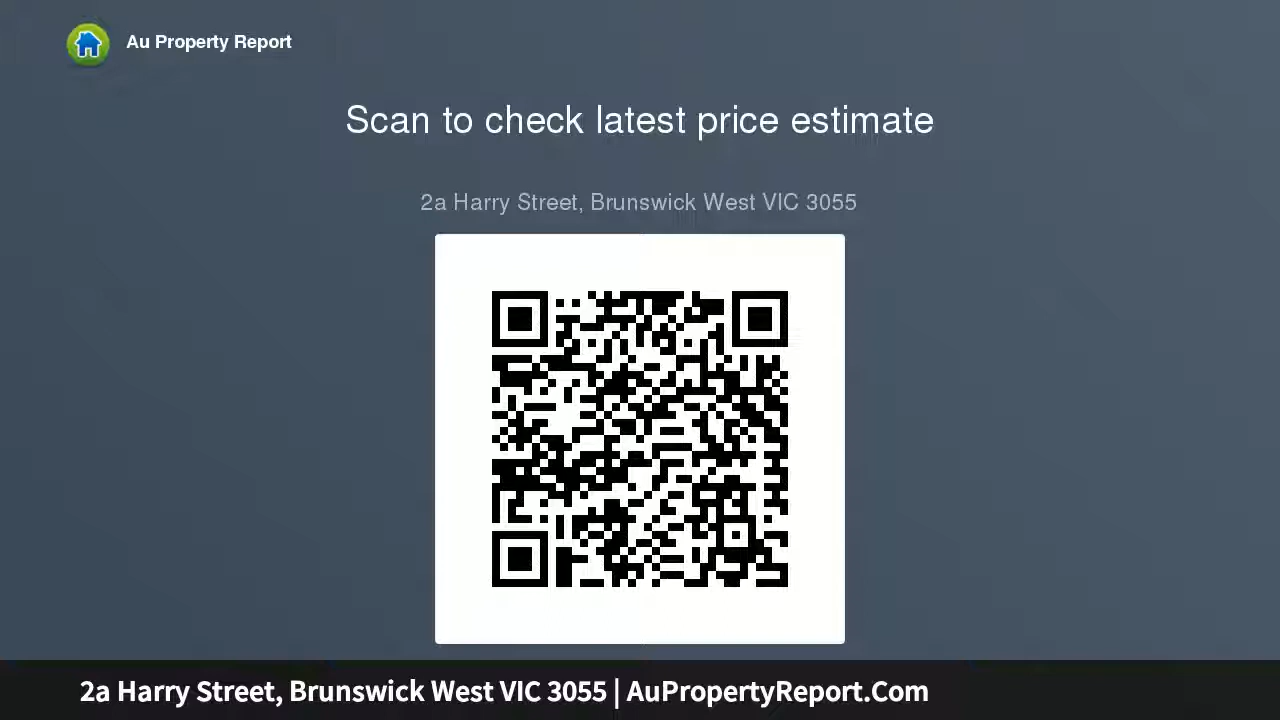 Au Property Report
Scan to check latest price estimate
2a Harry Street, Brunswick West VIC 3055
2a Harry Street, Brunswick West VIC 3055 | AuPropertyReport.Com